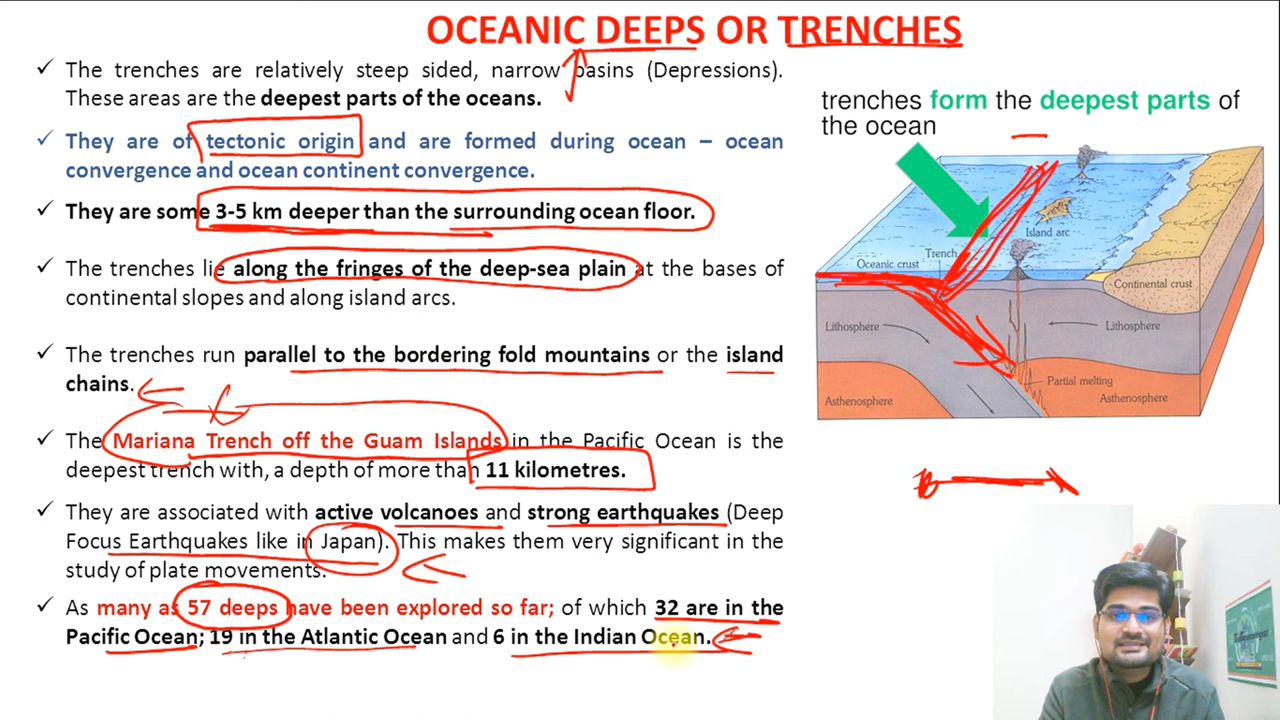 OCEANIC DEEPS OR TRENCHES
✓ The trenches are relatively steep sided, narrow basins (Depressions).
These areas are the deepest parts of the oceans.
✓ They are of tectonic origin and are formed during ocean – ocean
convergence and ocean continent convergence.
✓ They are some 3-5 km deeper than the surrounding ocean floor.
✓ The trenches lie along the fringes of the deep-sea plain at the bases of
continental slopes and along island arcs.
✓ The trenches run parallel to the bordering fold mountains or the island
chains.
✓ The Mariana Trench off the Guam Islands in the Pacific Ocean is the
deepest trench with, a depth of more than 11 kilometres.
✓ They are associated with active volcanoes and strong earthquakes (Deep
Focus Earthquakes like in Japan). This makes them very significant in the
study of plate movements.
✓ As many as 57 deeps have been explored so far; of which 32 are in the
Pacific Ocean; 19 in the Atlantic Ocean and 6 in the Indian Ocean.
trenches form the deepest parts of
the ocean
Island arc
Trench
Oceanic crust
Continental crust
Lithosphere
Lithosphere
Partial melting
Asthenosphere
Asthenosphere